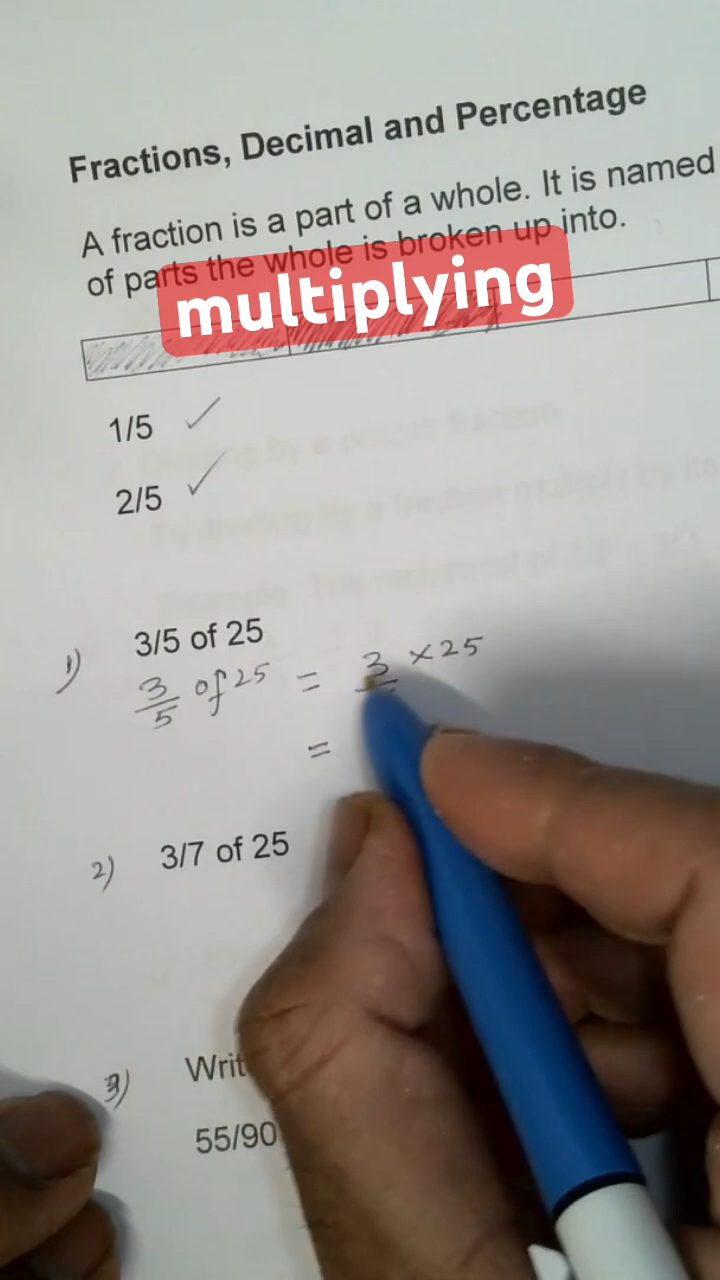 Fractions, Decimal and Percentage
A fraction is a part of a whole. It is named
of parts the whole is broken up into.
multiplying
1/5 ✓
2/5 ✓
1) 3/5 of 25
3/5 of 25 = 3/ × 25
=
2) 3/7 of 25
3) Writ
55/90